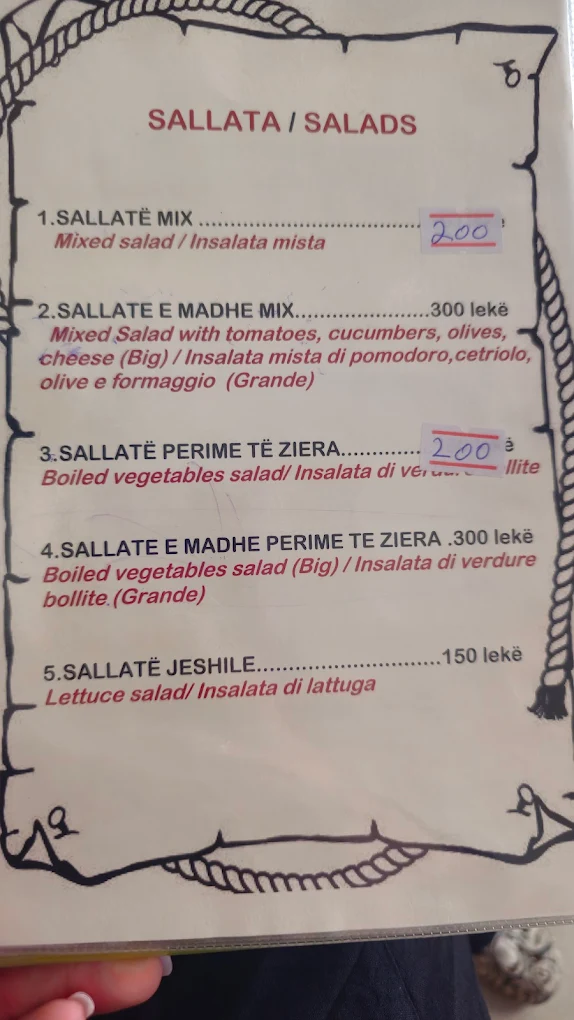 SALLATA / SALADS
1.SALLATË MIX ........................................ 200
Mixed salad / Insalata mista
2.SALLATE E MADHE MIX.......................300 lekë
Mixed Salad with tomatoes, cucumbers, olives,
cheese (Big) / Insalata mista di pomodoro,cetriolo,
olive e formaggio (Grande)
3.SALLATË PERIME TË ZIERA............. 200 ë
Boiled vegetables salad/ Insalata di llite
4.SALLATE E MADHE PERIME TE ZIERA .300 lekë
Boiled vegetables salad (Big) / Insalata di verdure
bollite (Grande)
5.SALLATË JESHILE...............................150 lekë
Lettuce salad/ Insalata di lattuga